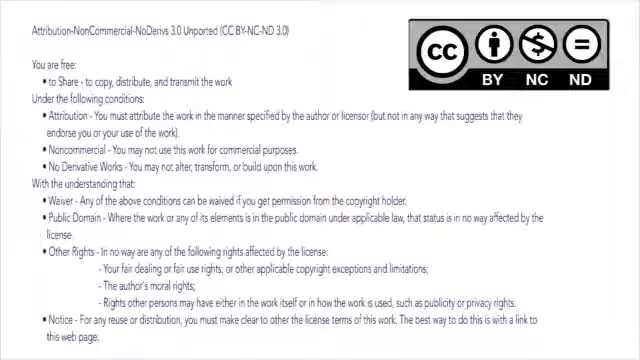 Attribution-NonCommercial-NoDerivs 3.0 Unported (CC BY-NC-ND 3.0)
CC
BY NC ND
You are free:
• to Share - to copy, distribute, and transmit the work
Under the following conditions:
• Attribution - You must attribute the work in the manner specified by the author or licensor (but not in any way that suggests that they
endorse you or your use of the work).
• Noncommercial - You may not use this work for commercial purposes.
• No Derivative Works - You may not alter, transform, or build upon this work.
With the understanding that:
• Waiver - Any of the above conditions can be waived if you get permission from the copyright holder.
• Public Domain - Where the work or any of its elements is in the public domain under applicable law, that status is in no way affected by the
license.
• Other Rights - In no way are any of the following rights affected by the license:
- Your fair dealing or fair use rights, or other applicable copyright exceptions and limitations;
- The author's moral rights;
- Rights other persons may have either in the work itself or in how the work is used, such as publicity or privacy rights.
• Notice - For any reuse or distribution, you must make clear to other the license terms of this work. The best way to do this is with a link to
this web page.